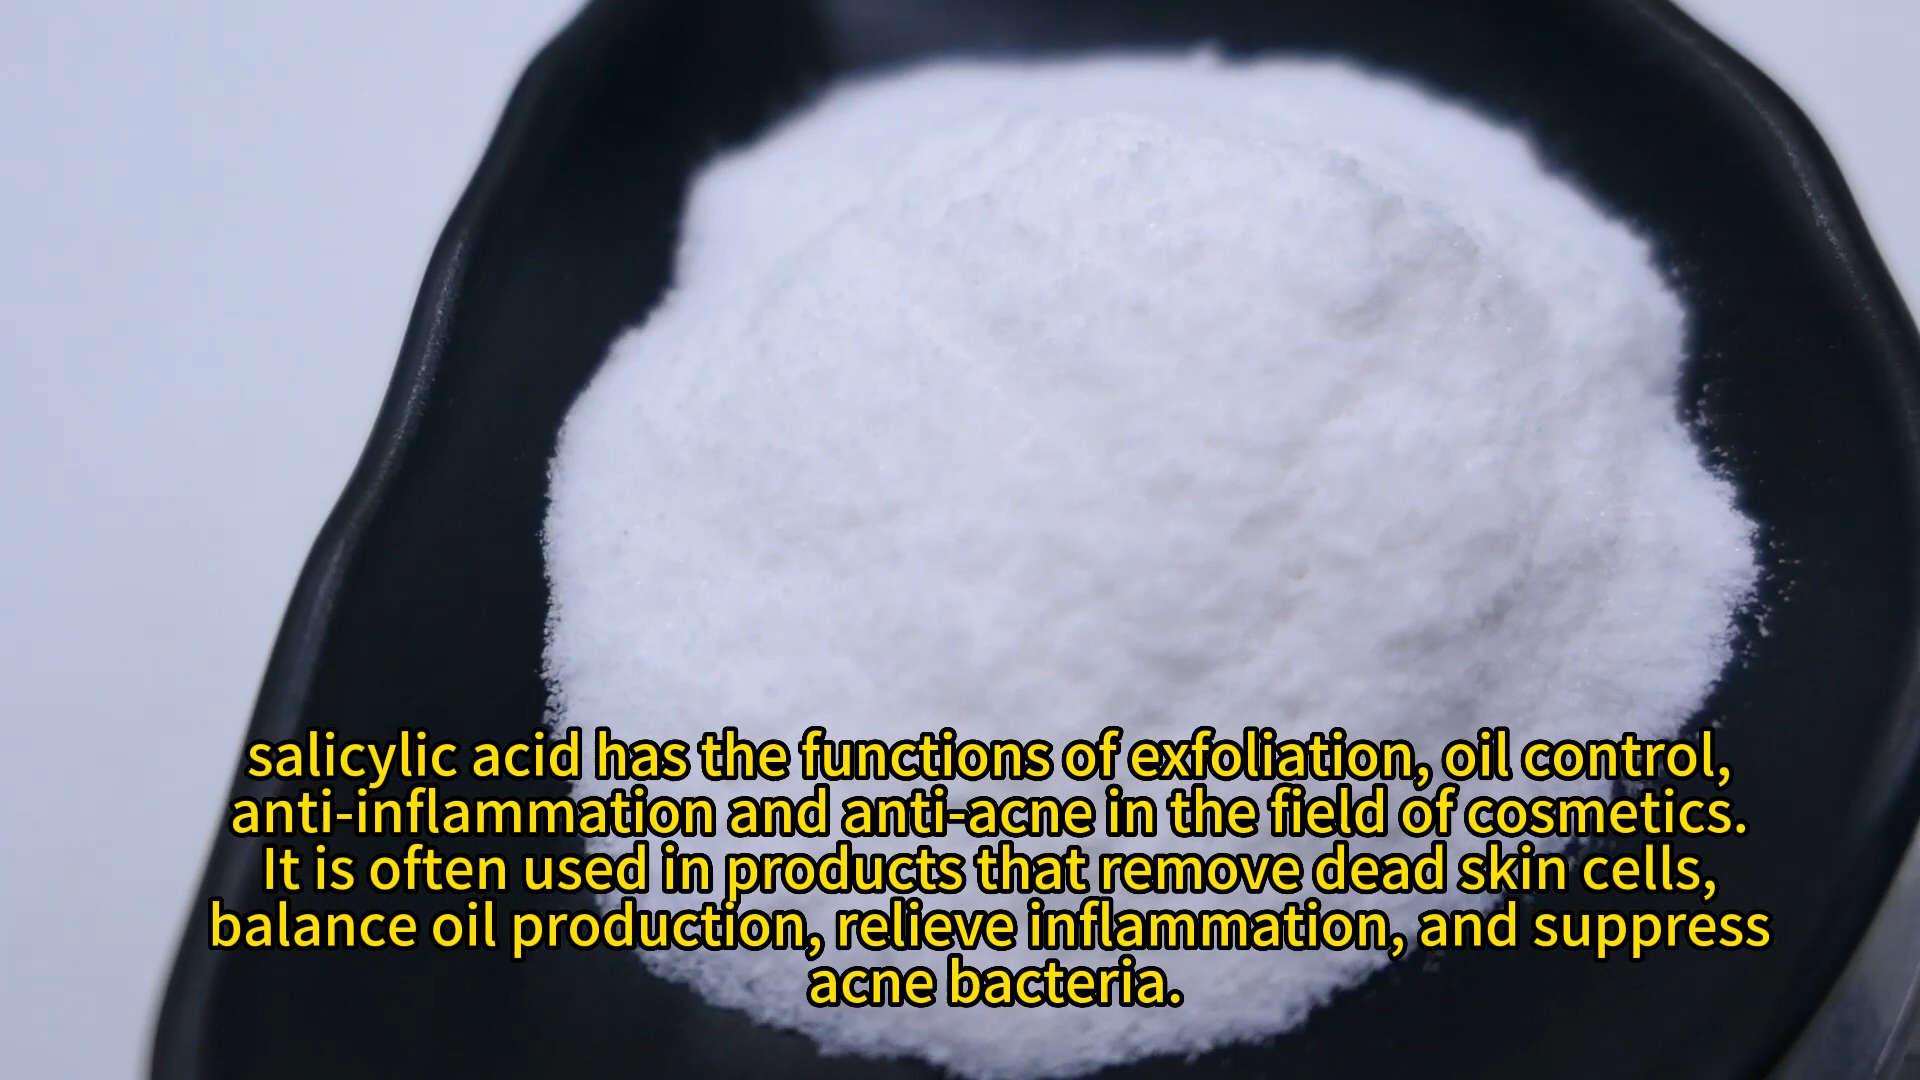 salicylic acid has the functions of exfoliation, oil control,
anti-inflammation and anti-acne in the field of cosmetics.
It is often used in products that remove dead skin cells,
balance oil production, relieve inflammation, and suppress
acne bacteria.